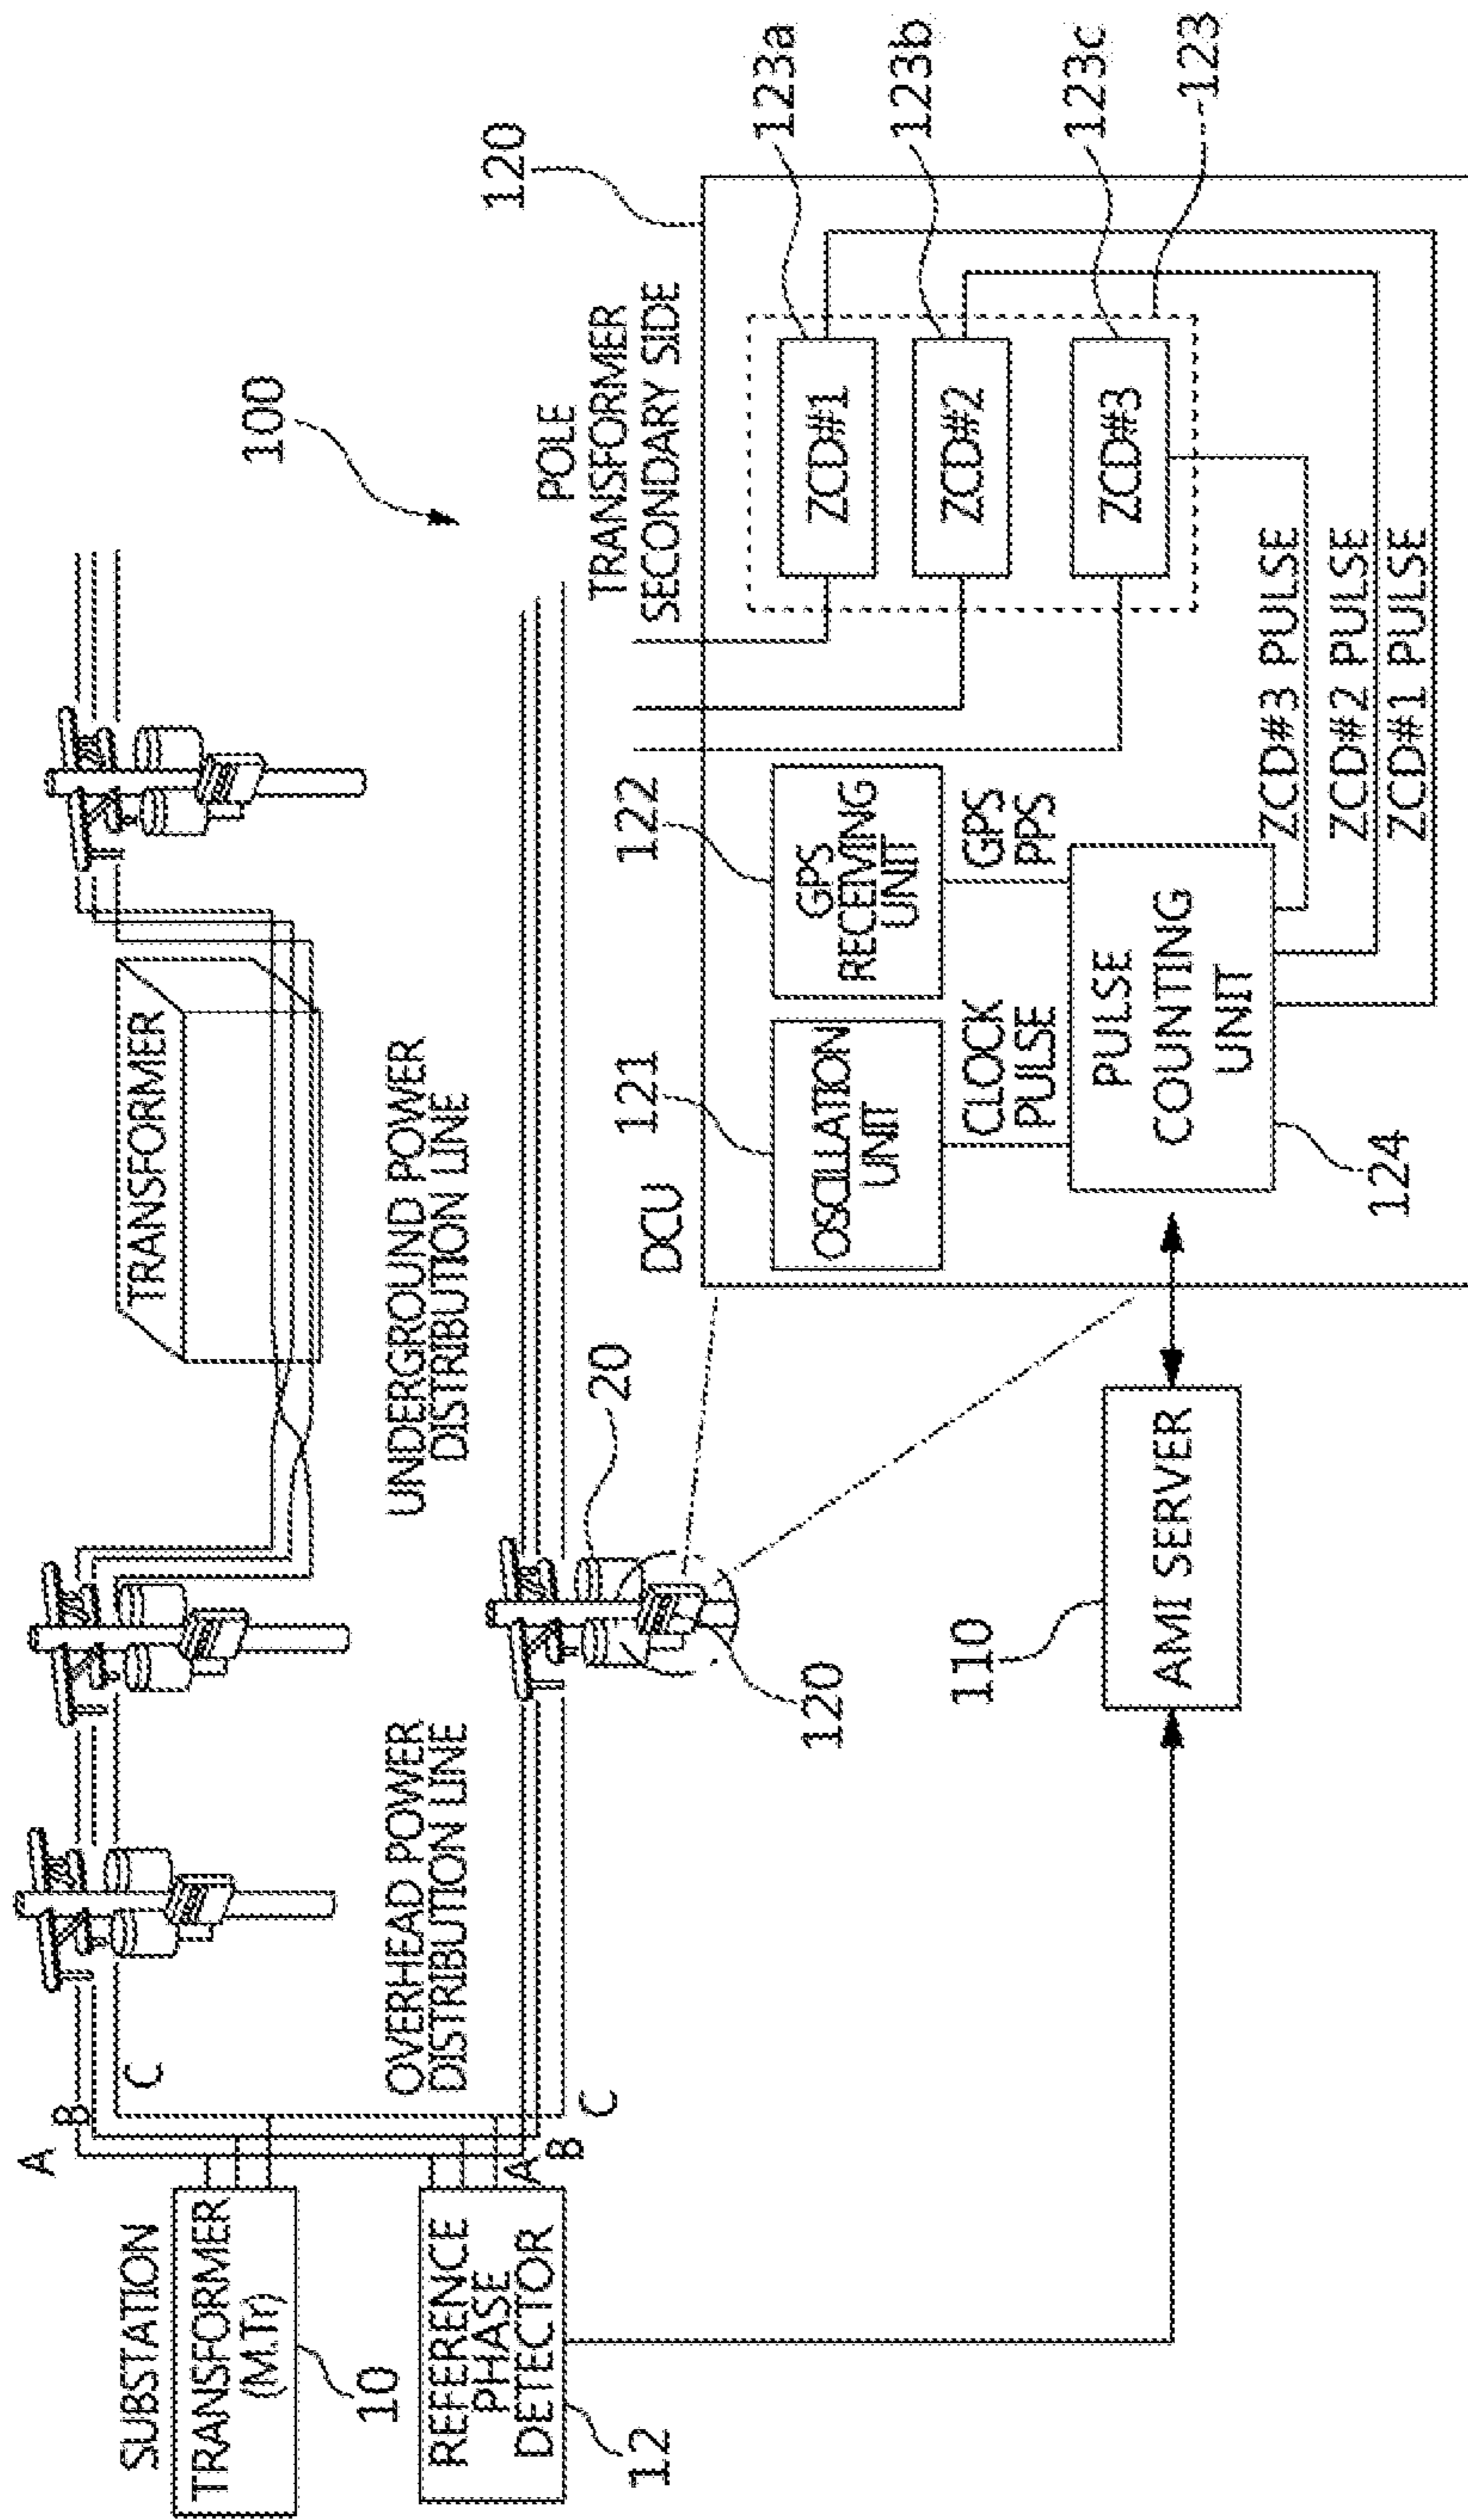 100
SUBSTATION
TRANSFORMER
(M.Tr)
10
REFERENCE
PHASE
DETECTOR
12
A
B
C
A
B
C
OVERHEAD POWER
DISTRIBUTION LINE
TRANSFORMER
UNDERGROUND POWER
DISTRIBUTION LINE
20
120
110
AMI SERVER
POLE
TRANSFORMER
SECONDARY SIDE
120
DCU
121
OSCILLATION
UNIT
122
GPS
RECEIVING
UNIT
CLOCK
PULSE
GPS
PPS
PULSE
COUNTING
UNIT
124
ZCD#1
ZCD#2
ZCD#3
123a
123b
123c
123
ZCD#3 PULSE
ZCD#2 PULSE
ZCD#1 PULSE